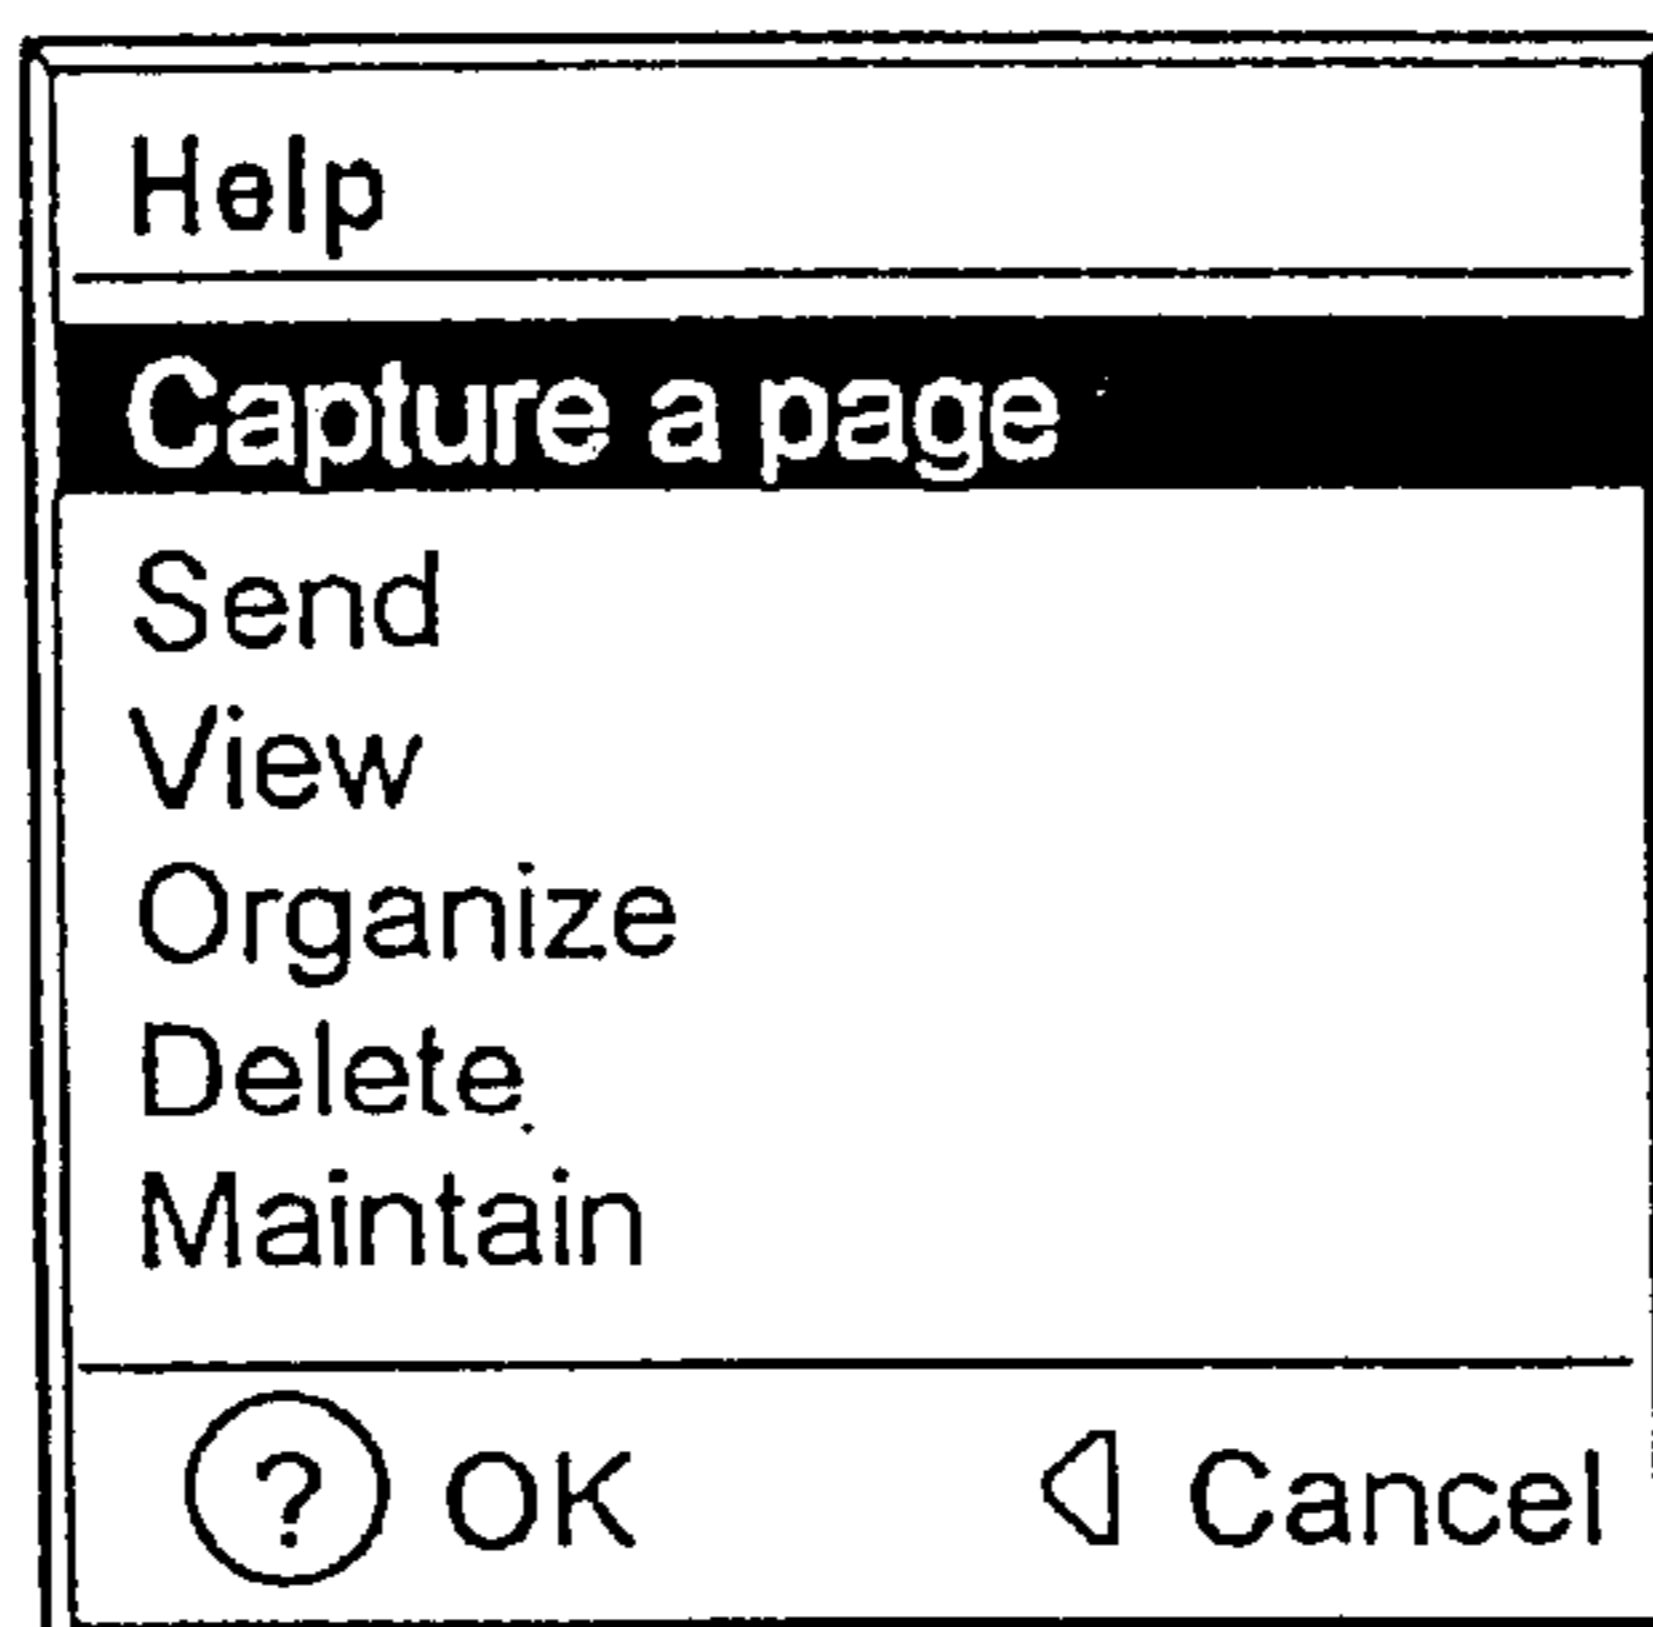 Help
Capture a page
Send
View
Organize
Delete
Maintain
? OK Cancel